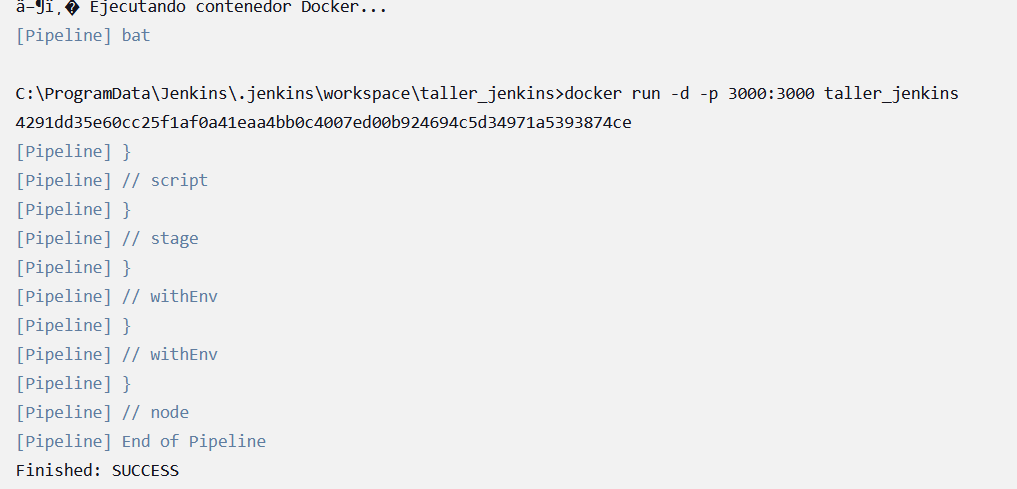 â–¶ï¸� Ejecutando contenedor Docker...
[Pipeline] bat
C:\ProgramData\Jenkins\.jenkins\workspace\taller_jenkins>docker run -d -p 3000:3000 taller_jenkins
4291dd35e60cc25f1af0a41eaa4bb0c4007ed00b924694c5d34971a5393874ce
[Pipeline] }
[Pipeline] // script
[Pipeline] }
[Pipeline] // stage
[Pipeline] }
[Pipeline] // withEnv
[Pipeline] }
[Pipeline] // withEnv
[Pipeline] }
[Pipeline] // node
[Pipeline] End of Pipeline
Finished: SUCCESS